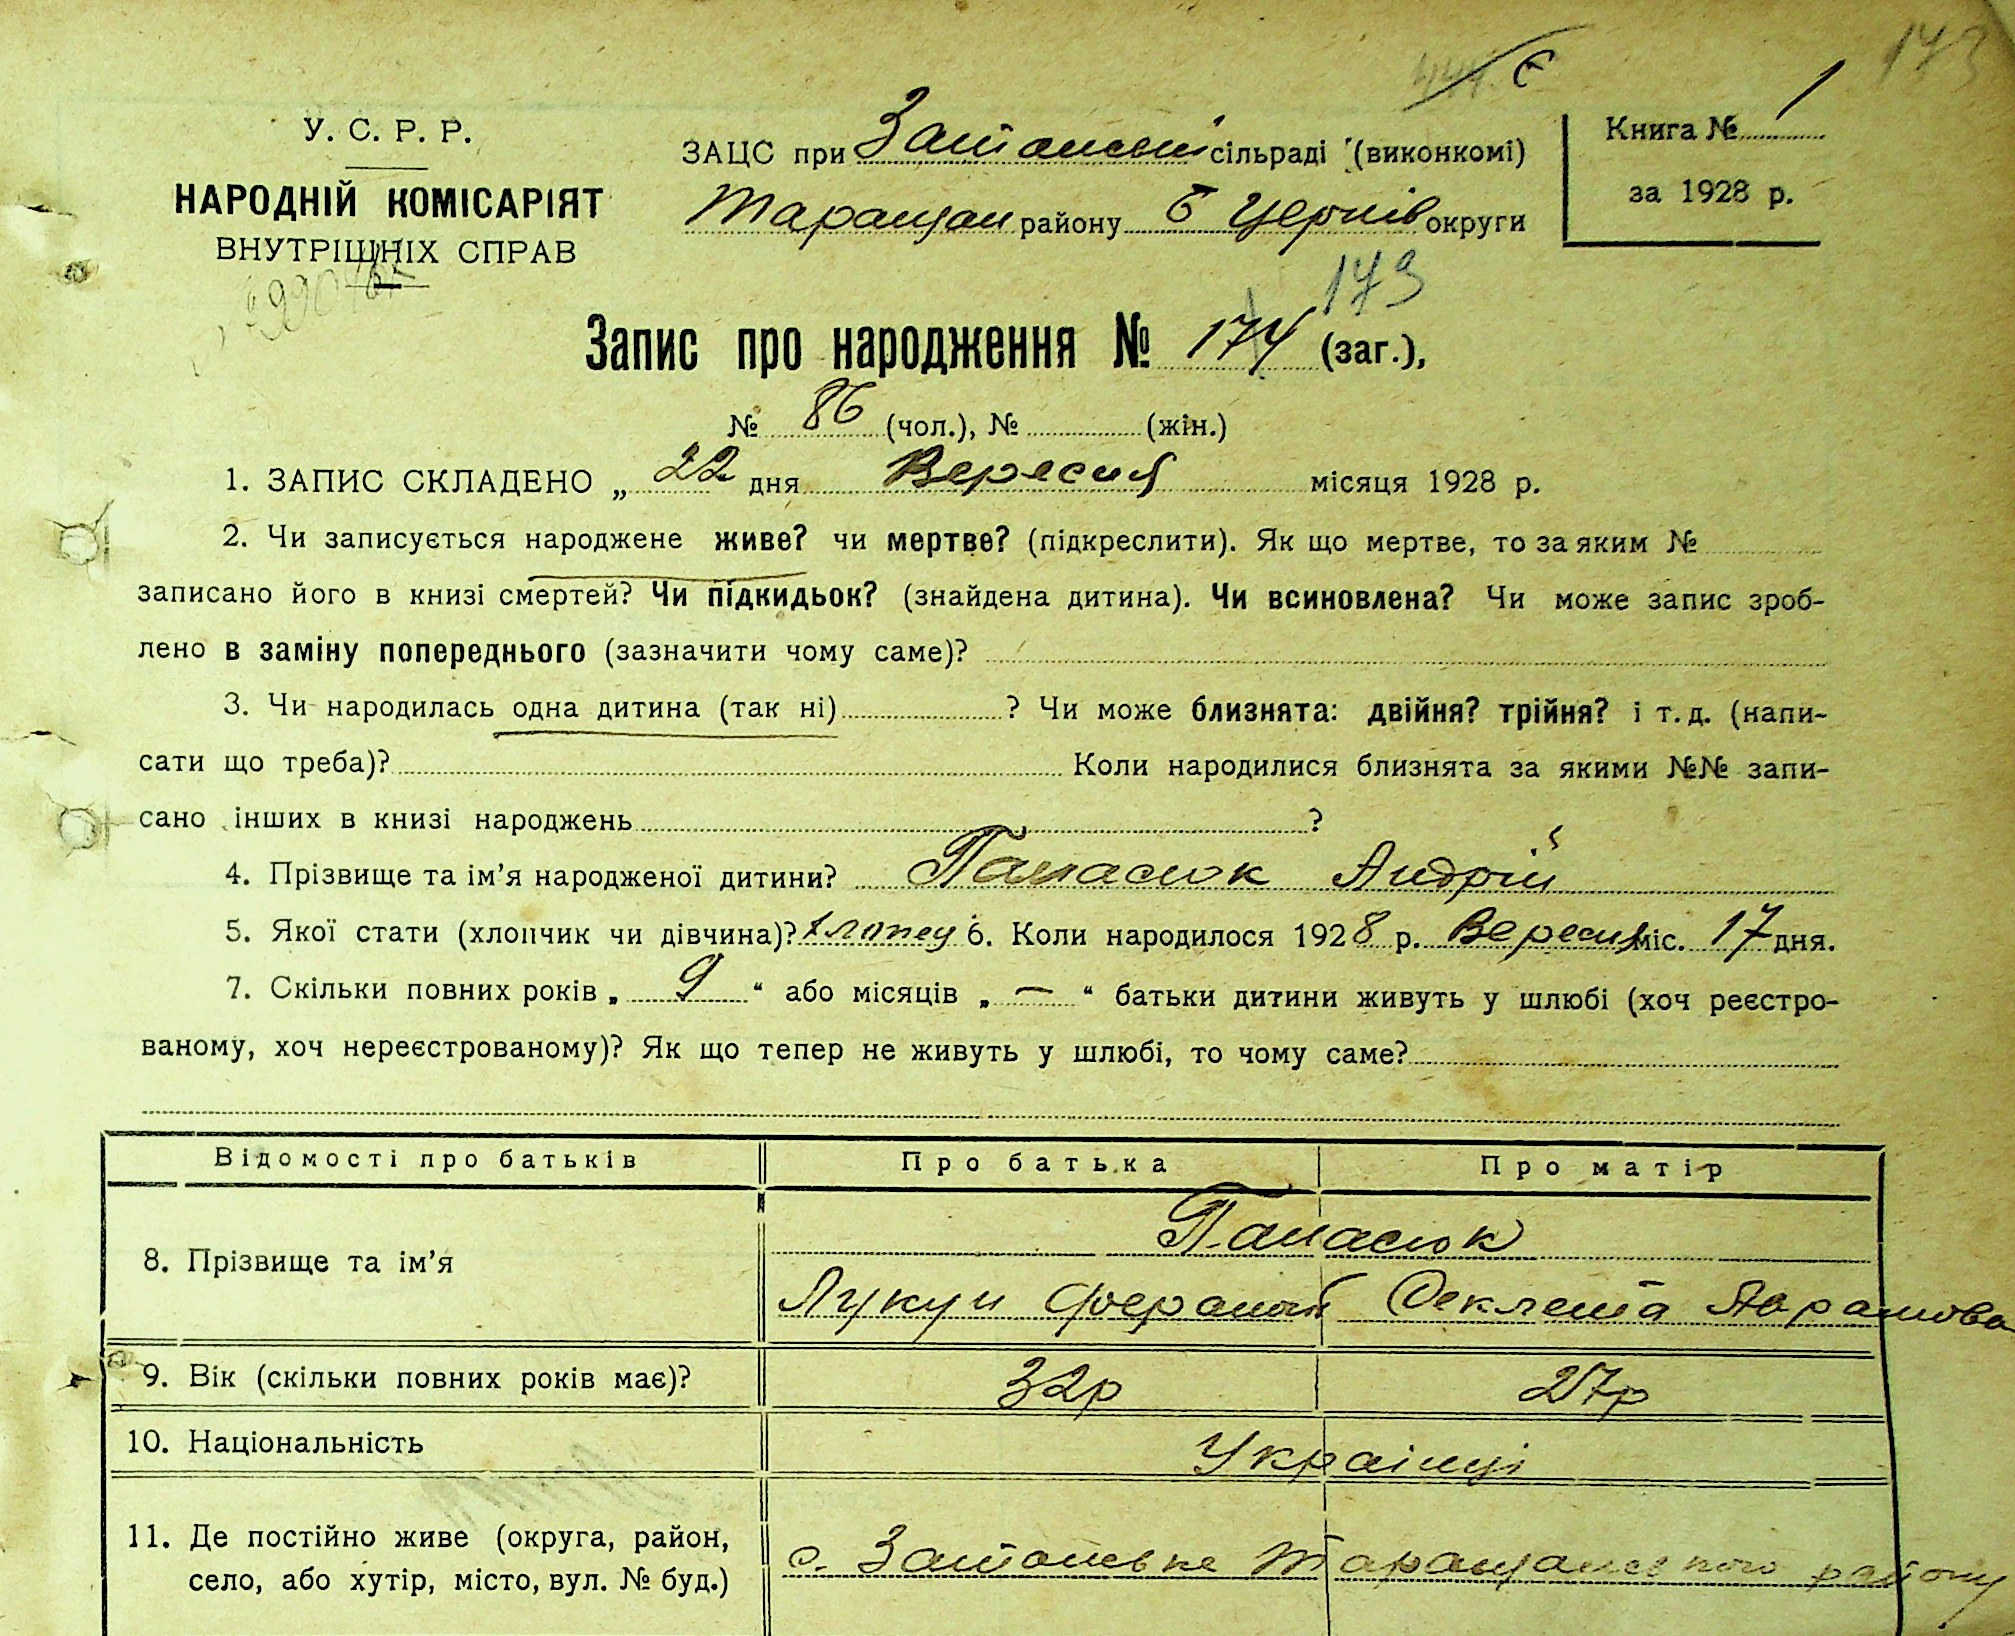 173
Є
У. С. Р. Р.
НАРОДНІЙ КОМІСАРІЯТ
ВНУТРІШНІХ СПРАВ
ЗАЦС при сільраді (виконкомі)
Таращан району Б Церків округи
Книга № 1
за 1928 р.
173
Запис про народження № 174 (заг.),
№ 86 (чол.), № (жін.)
1. ЗАПИС СКЛАДЕНО „ 22 дня Вересня місяця 1928 р.
2. Чи записується народжене живе? чи мертве? (підкреслити). Як що мертве, то за яким №
записано його в книзі смертей? Чи підкидьок? (знайдена дитина). Чи всиновлена? Чи може запис зроб-
лено в заміну попереднього (зазначити чому саме)?
3. Чи народилась одна дитина (так ні) ? Чи може близнята: двійня? трійня? і т. д. (напи-
сати що треба)? Коли народилися близнята за якими №№ запи-
сано інших в книзі народжень ?
4. Прізвище та ім’я народженої дитини? Панасюк Андрій
5. Якої стати (хлопчик чи дівчина)? хлопец 6. Коли народилося 1928 р. Вересня міс. 17 дня.
7. Скільки повних років „ 9 “ або місяців „ — “ батьки дитини живуть у шлюбі (хоч реєстро-
ваному, хоч нереєстрованому)? Як що тепер не живуть у шлюбі, то чому саме?
Відомості про батьків Про батька Про матір
8. Прізвище та ім’я Панасюк
Текле Аврамова
9. Вік (скільки повних років має)? 32р 27р
10. Національність Українці
11. Де постійно живе (округа, район,
село, або хутір, місто, вул. № буд.) с. Таращанского району